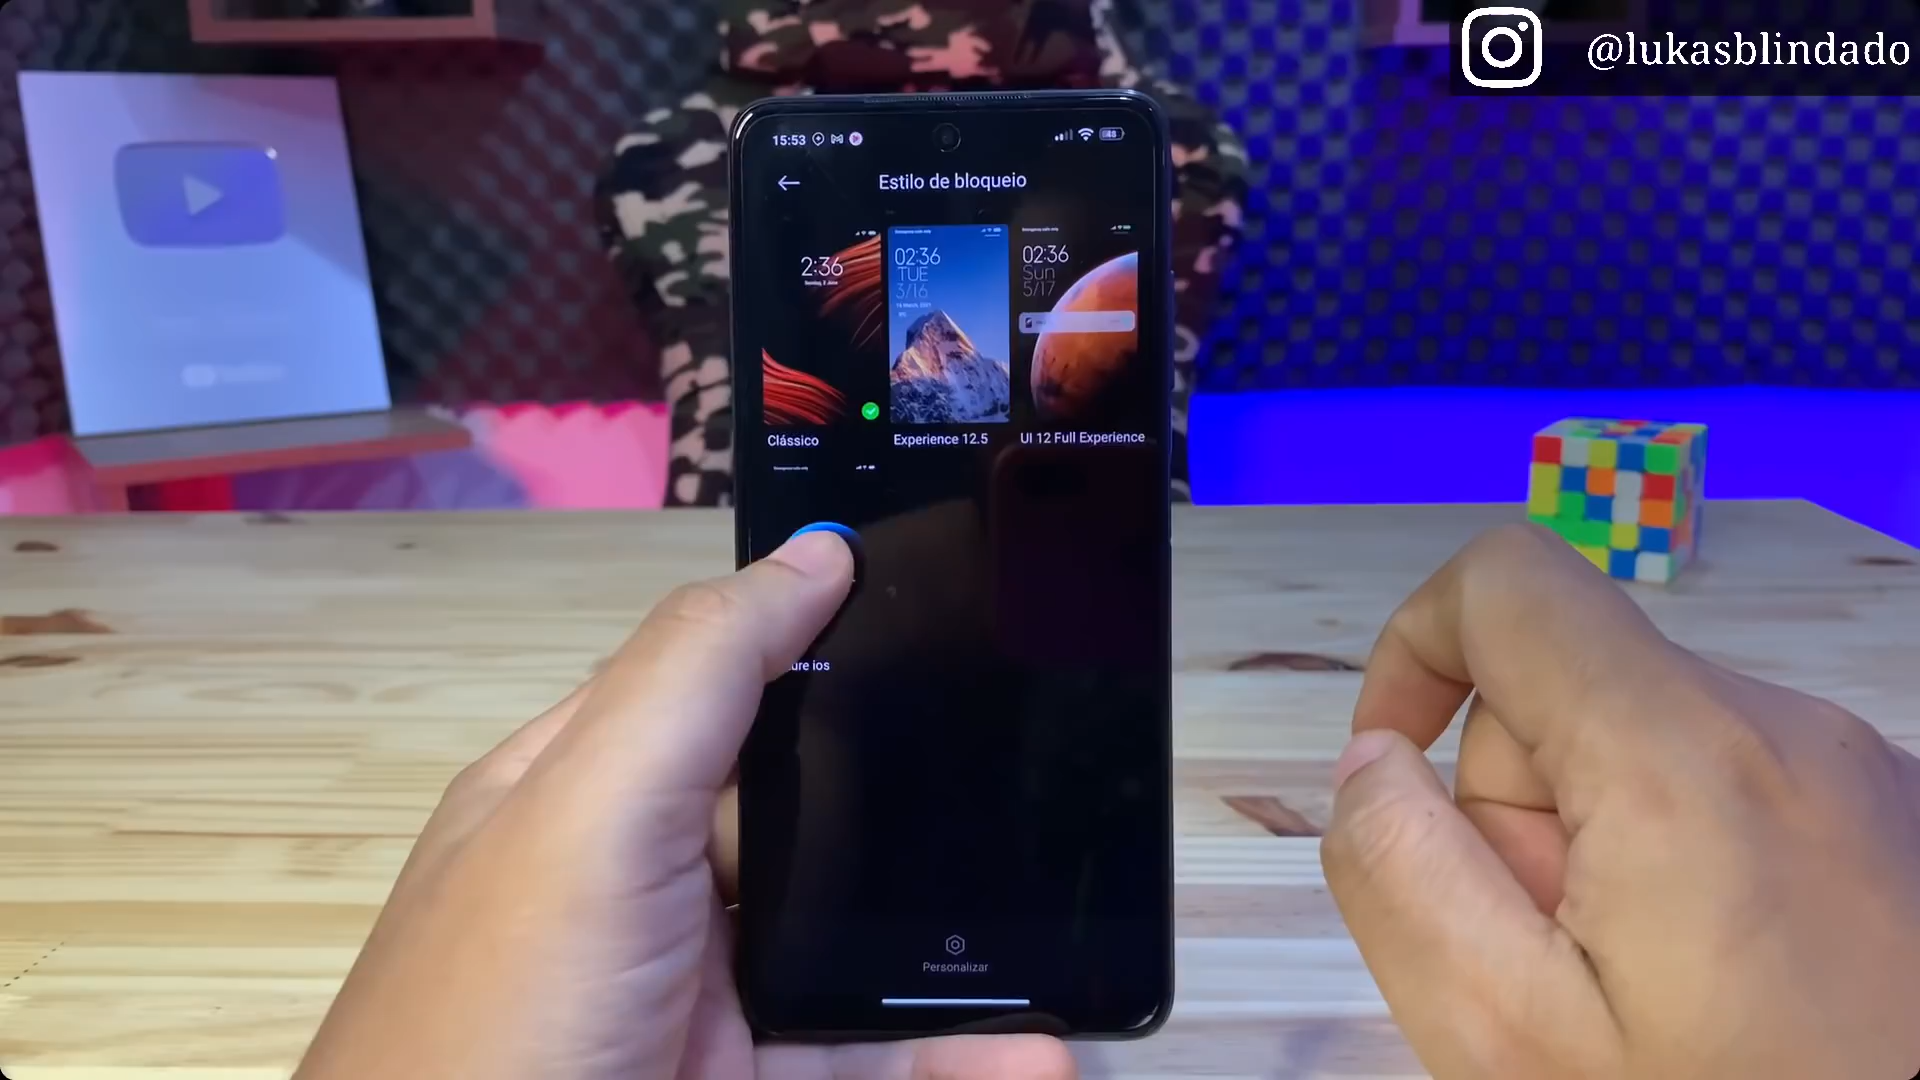 @lukasblindado
15:53
48
Estilo de bloqueio
2:36
02:36
TUE
3/16
02:36
Sun
5/17
Clássico
Experience 12.5
UI 12 Full Experience
ure ios
Personalizar